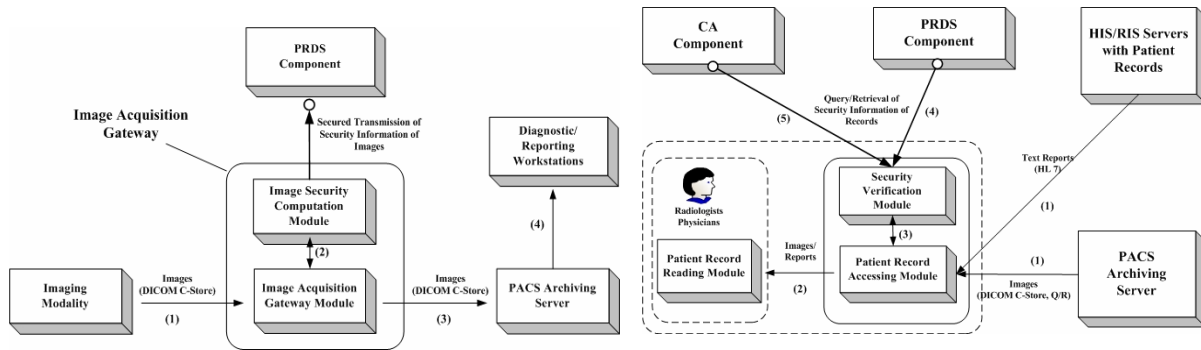 PRDS
Component
Image Acquisition
Gateway
Secured Transmission of
Security Information of
Images
Diagnostic/
Reporting
Workstations
Image Security
Computation
Module
(2)
(4)
Imaging
Modality
Images
(DICOM C-Store)
(1)
Image Acquisition
Gateway Module
Images
(DICOM C-Store)
(3)
PACS Archiving
Server
CA
Component
PRDS
Component
HIS/RIS Servers
with Patient
Records
Query/Retrieval of
Security Information of
Records
(5)
(4)
Text Reports
(HL 7)
(1)
Security
Verification
Module
Radiologists
Physicians
(3)
Patient Record
Reading Module
Images/
Reports
(2)
Patient Record
Accessing Module
(1)
Images
(DICOM C-Store, Q/R)
PACS
Archiving
Server